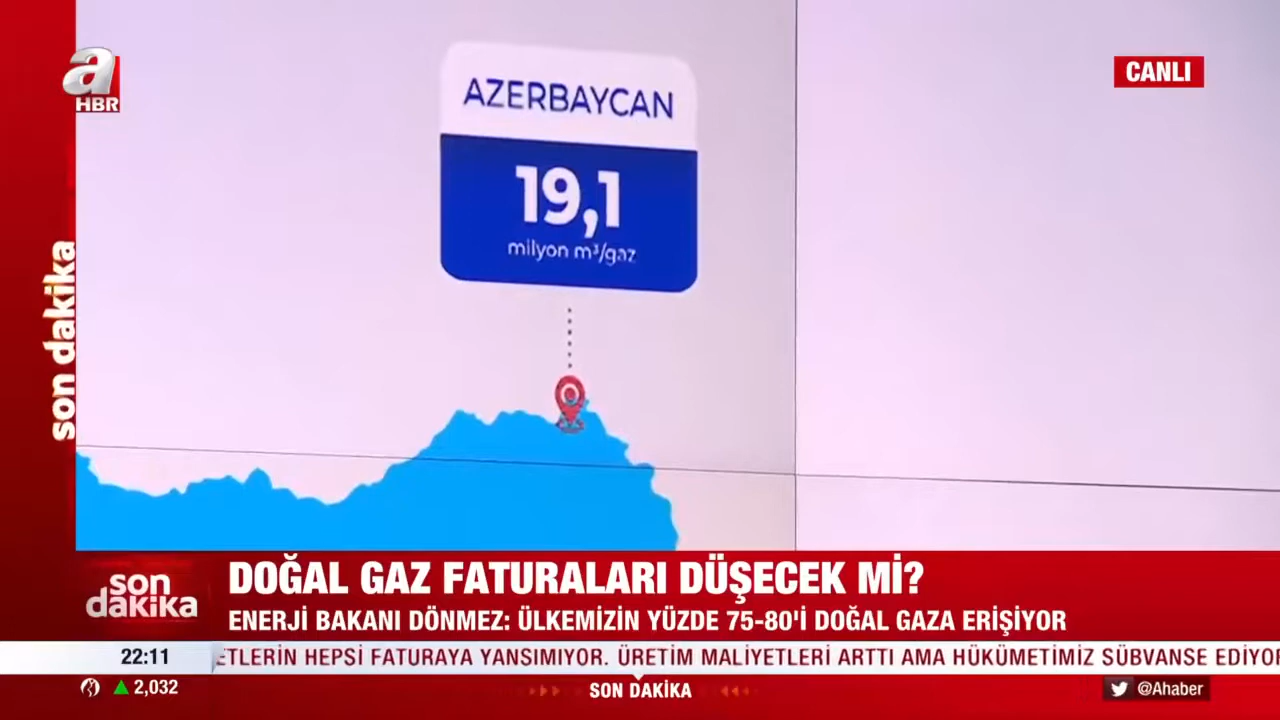 a
HBR
CANLI
AZERBAYCAN
19,1
milyon m³/gaz
son dakika
son
dakika
DOĞAL GAZ FATURALARI DÜŞECEK Mİ?
ENERJİ BAKANI DÖNMEZ: ÜLKEMİZİN YÜZDE 75-80'İ DOĞAL GAZA ERİŞİYOR
22:11
ETLERİN HEPSİ FATURAYA YANSIMIYOR. ÜRETİM MALİYETLERİ ARTTI AMA HÜKÜMETİMİZ SÜBVANSE EDİYOR
2,032
SON DAKİKA
@Ahaber